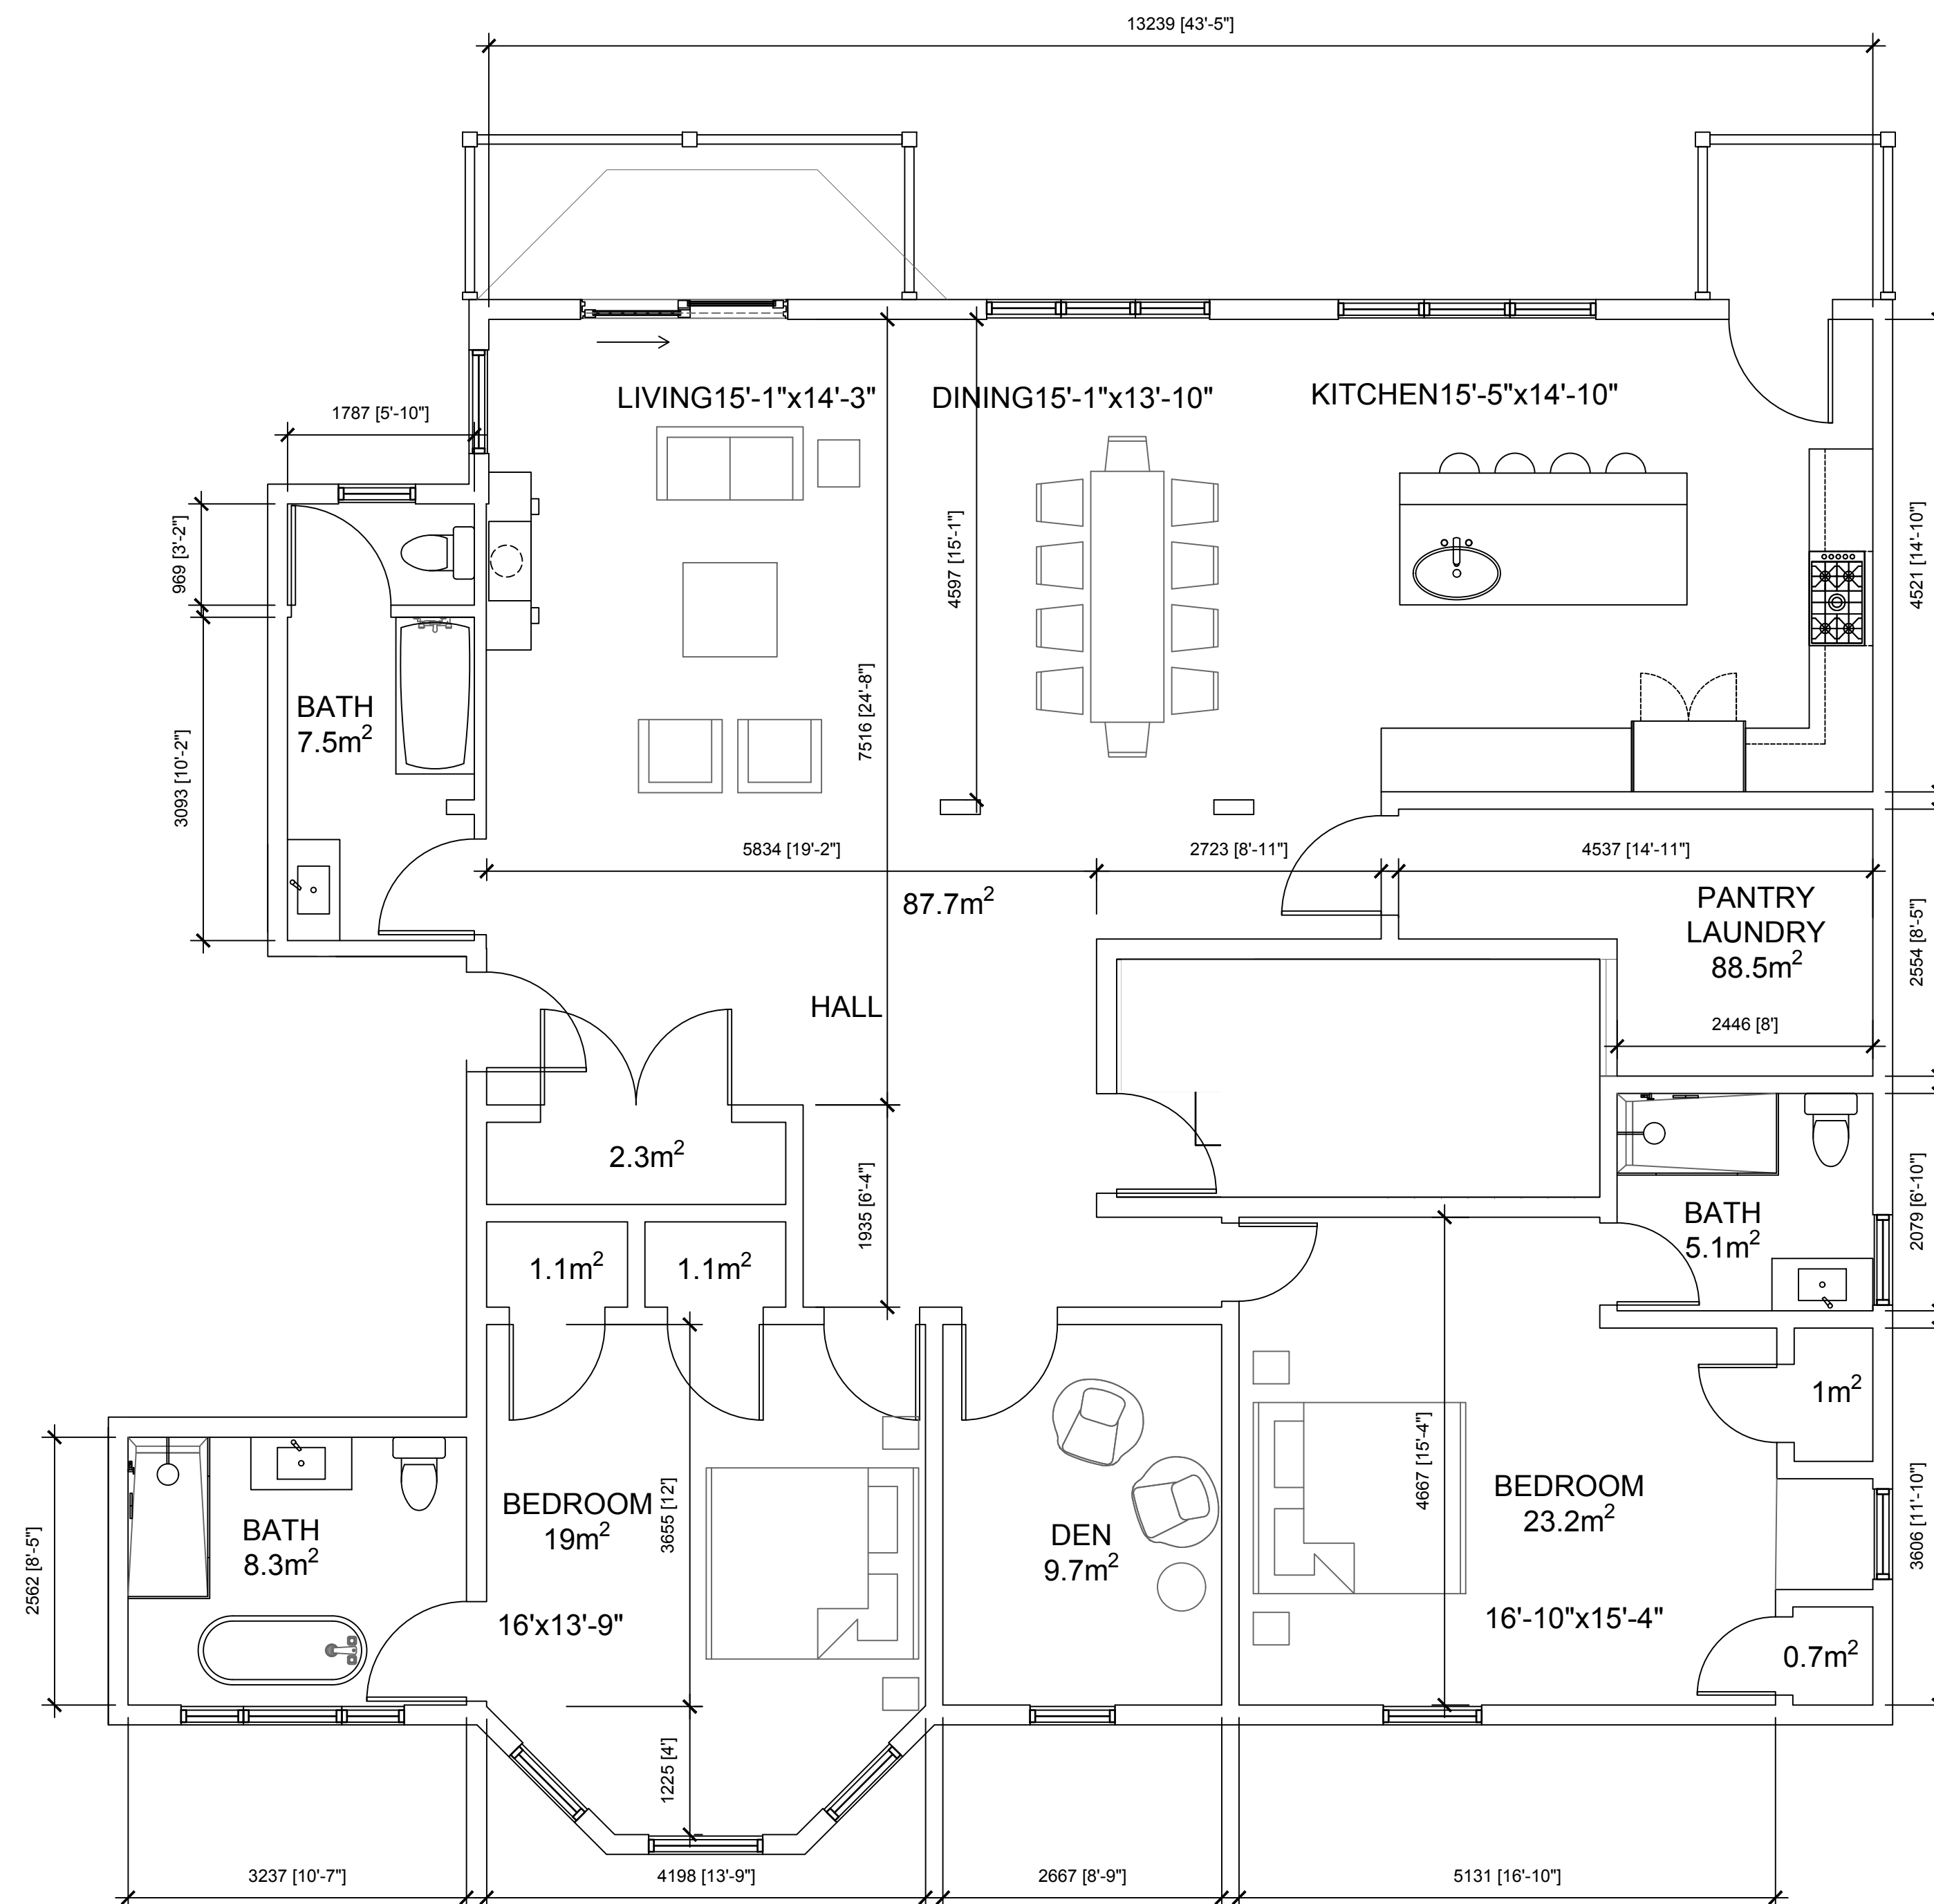 13239 [43'-5"]
LIVING15'-1"x14'-3"
DINING15'-1"x13'-10"
KITCHEN15'-5"x14'-10"
1787 [5'-10"]
969 [3'-2"]
4597 [15'-1"]
4521 [14'-10"]
BATH
7.5m²
7516 [24'-8"]
3093 [10'-2"]
5834 [19'-2"]
2723 [8'-11"]
4537 [14'-11"]
87.7m²
PANTRY
LAUNDRY
88.5m²
2554 [8'-5"]
HALL
2446 [8']
2.3m²
1935 [6'-4"]
BATH
5.1m²
2079 [6'-10"]
1.1m²
1.1m²
1m²
BEDROOM
19m²
3655 [12']
4667 [15'-4"]
BEDROOM
23.2m²
3606 [11'-10"]
BATH
8.3m²
2562 [8'-5"]
DEN
9.7m²
16'x13'-9"
16'-10"x15'-4"
0.7m²
1225 [4']
3237 [10'-7"]
4198 [13'-9"]
2667 [8'-9"]
5131 [16'-10"]